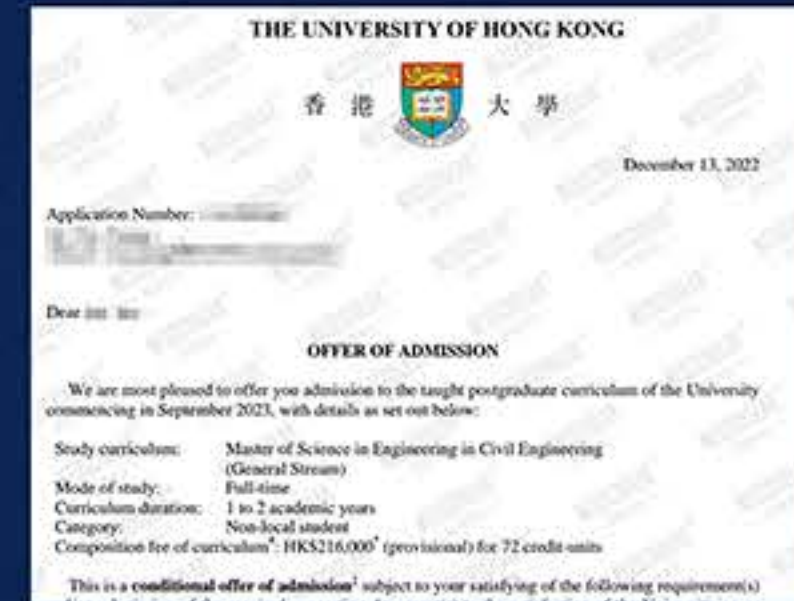 THE UNIVERSITY OF HONG KONG
香 港 大 學
December 13, 2022
Application Number:
Dear
OFFER OF ADMISSION
We are most pleased to offer you admission to the taught postgraduate curriculum of the University
commencing in September 2023, with details as set out below:
Study curriculum: Master of Science in Engineering in Civil Engineering
(General Stream)
Mode of study: Full-time
Curriculum duration: 1 to 2 academic years
Category: Non-local student
Composition fee of curriculum#: HK$216,000* (provisional) for 72 credit-units
This is a conditional offer of admission‡ subject to your satisfying of the following requirement(s)